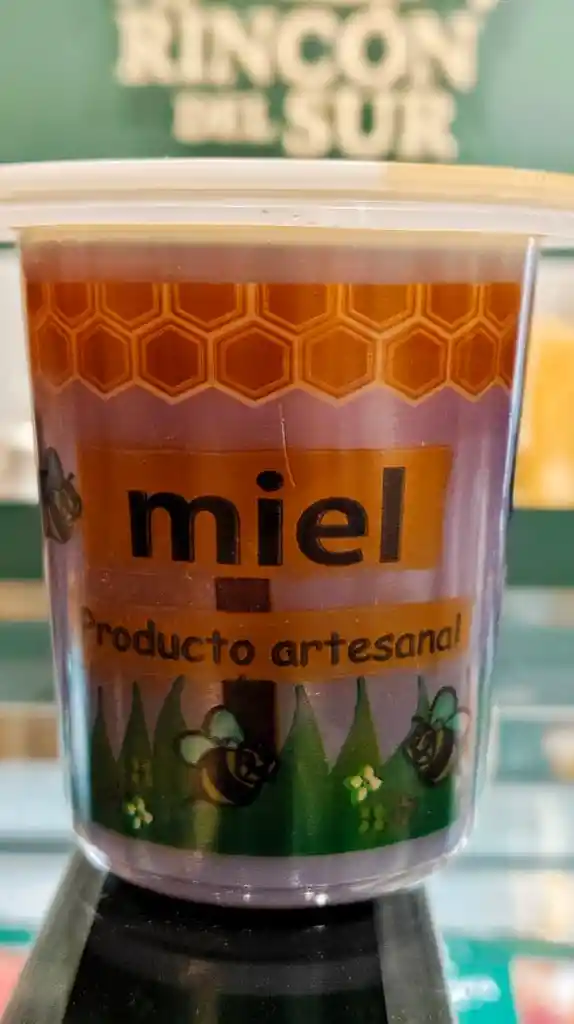 RINCÓN
DEL SUR
miel
Producto artesanal